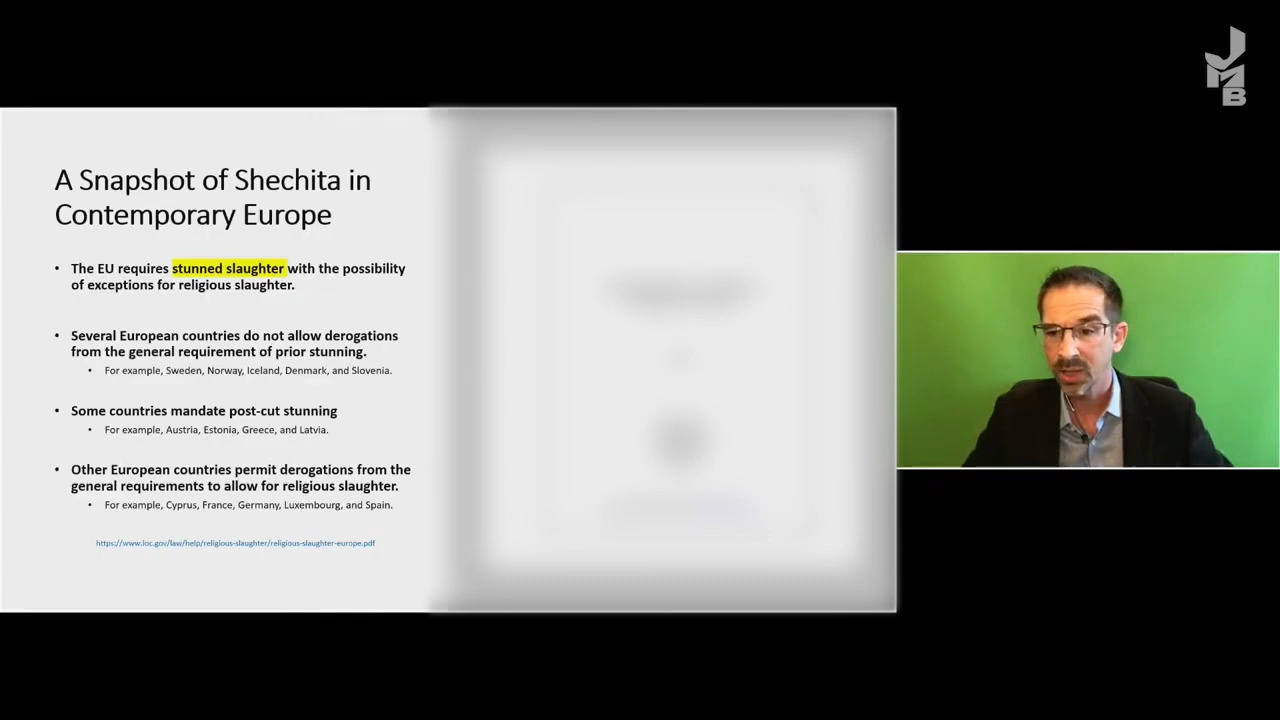 JMB
A Snapshot of Shechita in
Contemporary Europe
• The EU requires stunned slaughter with the possibility
of exceptions for religious slaughter.
• Several European countries do not allow derogations
from the general requirement of prior stunning.
• For example, Sweden, Norway, Iceland, Denmark, and Slovenia.
• Some countries mandate post-cut stunning
• For example, Austria, Estonia, Greece, and Latvia.
• Other European countries permit derogations from the
general requirements to allow for religious slaughter.
• For example, Cyprus, France, Germany, Luxembourg, and Spain.
https://www.loc.gov/law/help/religious-slaughter/religious-slaughter-europe.pdf